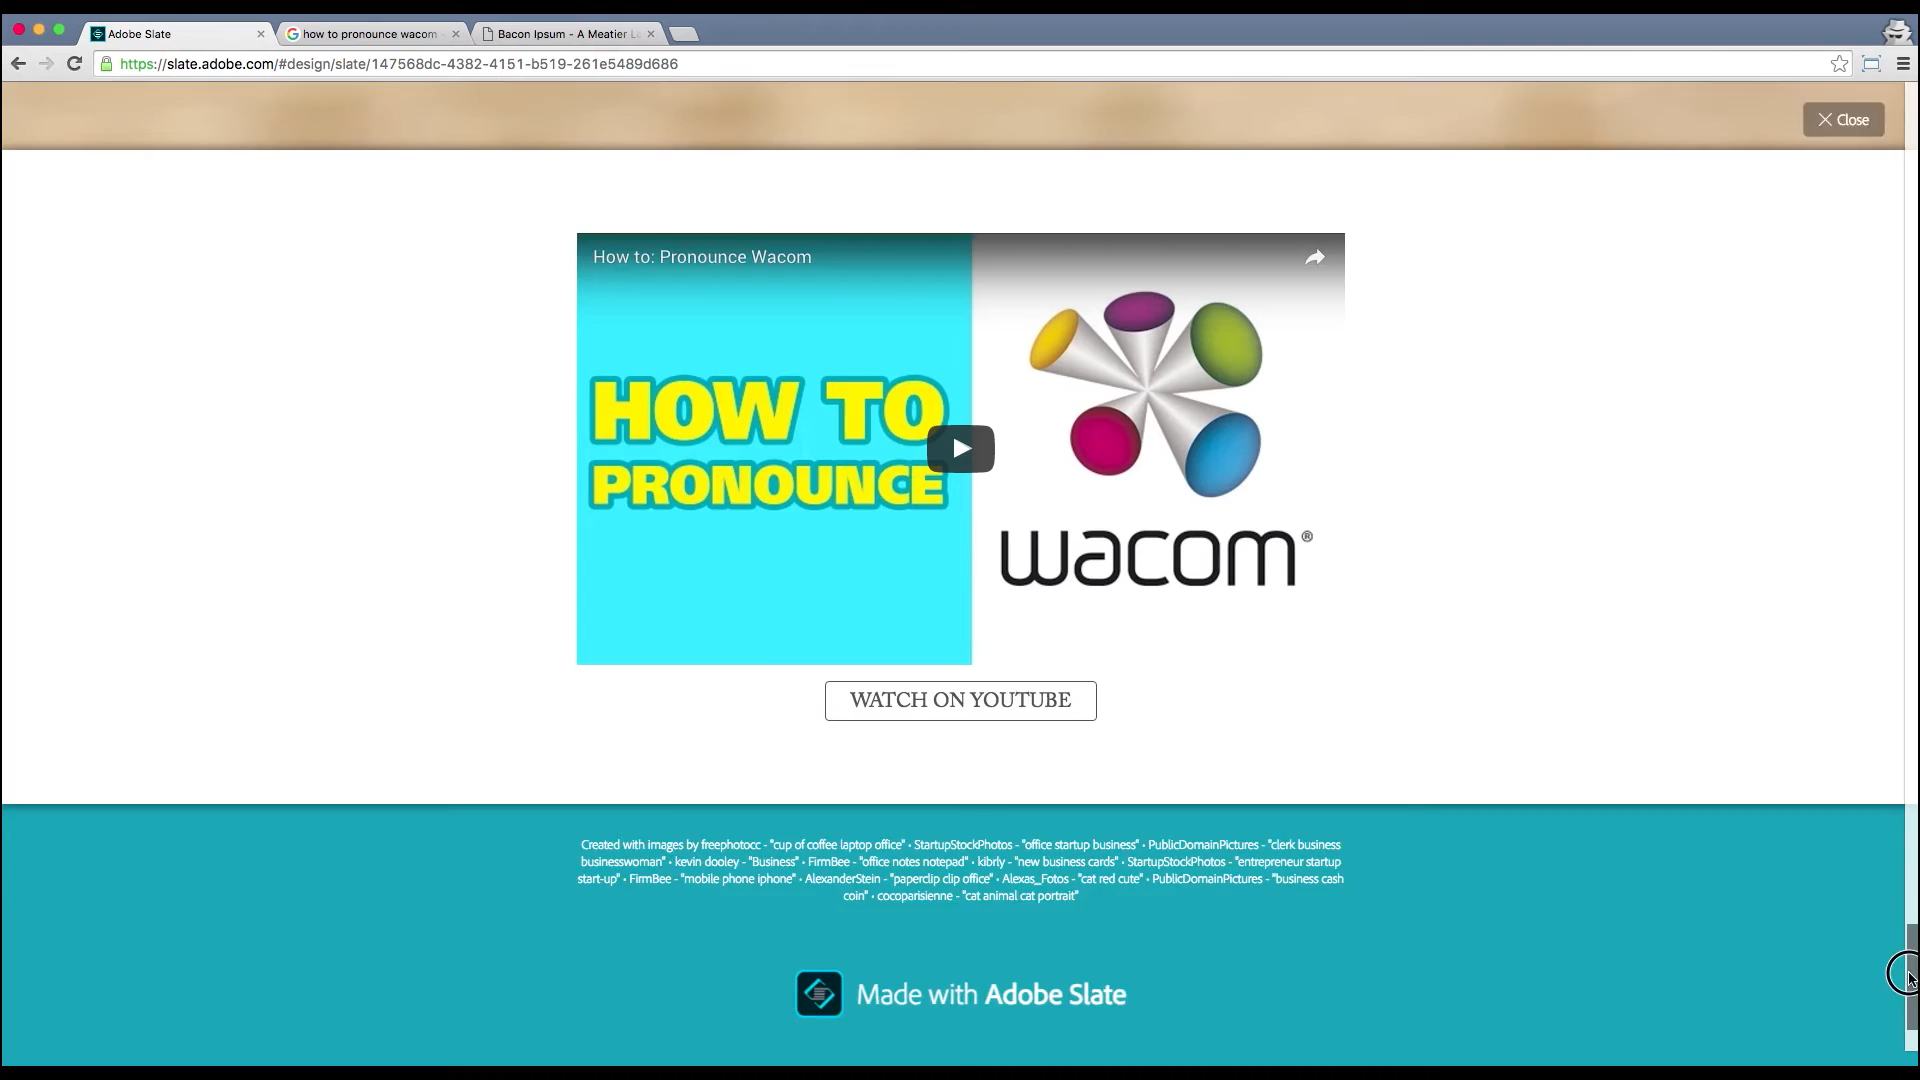 Adobe Slate
how to pronounce wacom
Bacon Ipsum - A Meatier L
https://slate.adobe.com/#design/slate/147568dc-4382-4151-b519-261e5489d686
Close
How to: Pronounce Wacom
HOW TO
PRONOUNCE
wacom®
WATCH ON YOUTUBE
Created with images by freephotocc - "cup of coffee laptop office" • StartupStockPhotos - "office startup business" • PublicDomainPictures - "clerk business
businesswoman" • kevin dooley - "Business" • FirmBee - "office notes notepad" • kibrly - "new business cards" • StartupStockPhotos - "entrepreneur startup
start-up" • FirmBee - "mobile phone iphone" • AlexanderStein - "paperclip clip office" • Alexas_Fotos - "cat red cute" • PublicDomainPictures - "business cash
coin" • cocoparisienne - "cat animal cat portrait"
Made with Adobe Slate